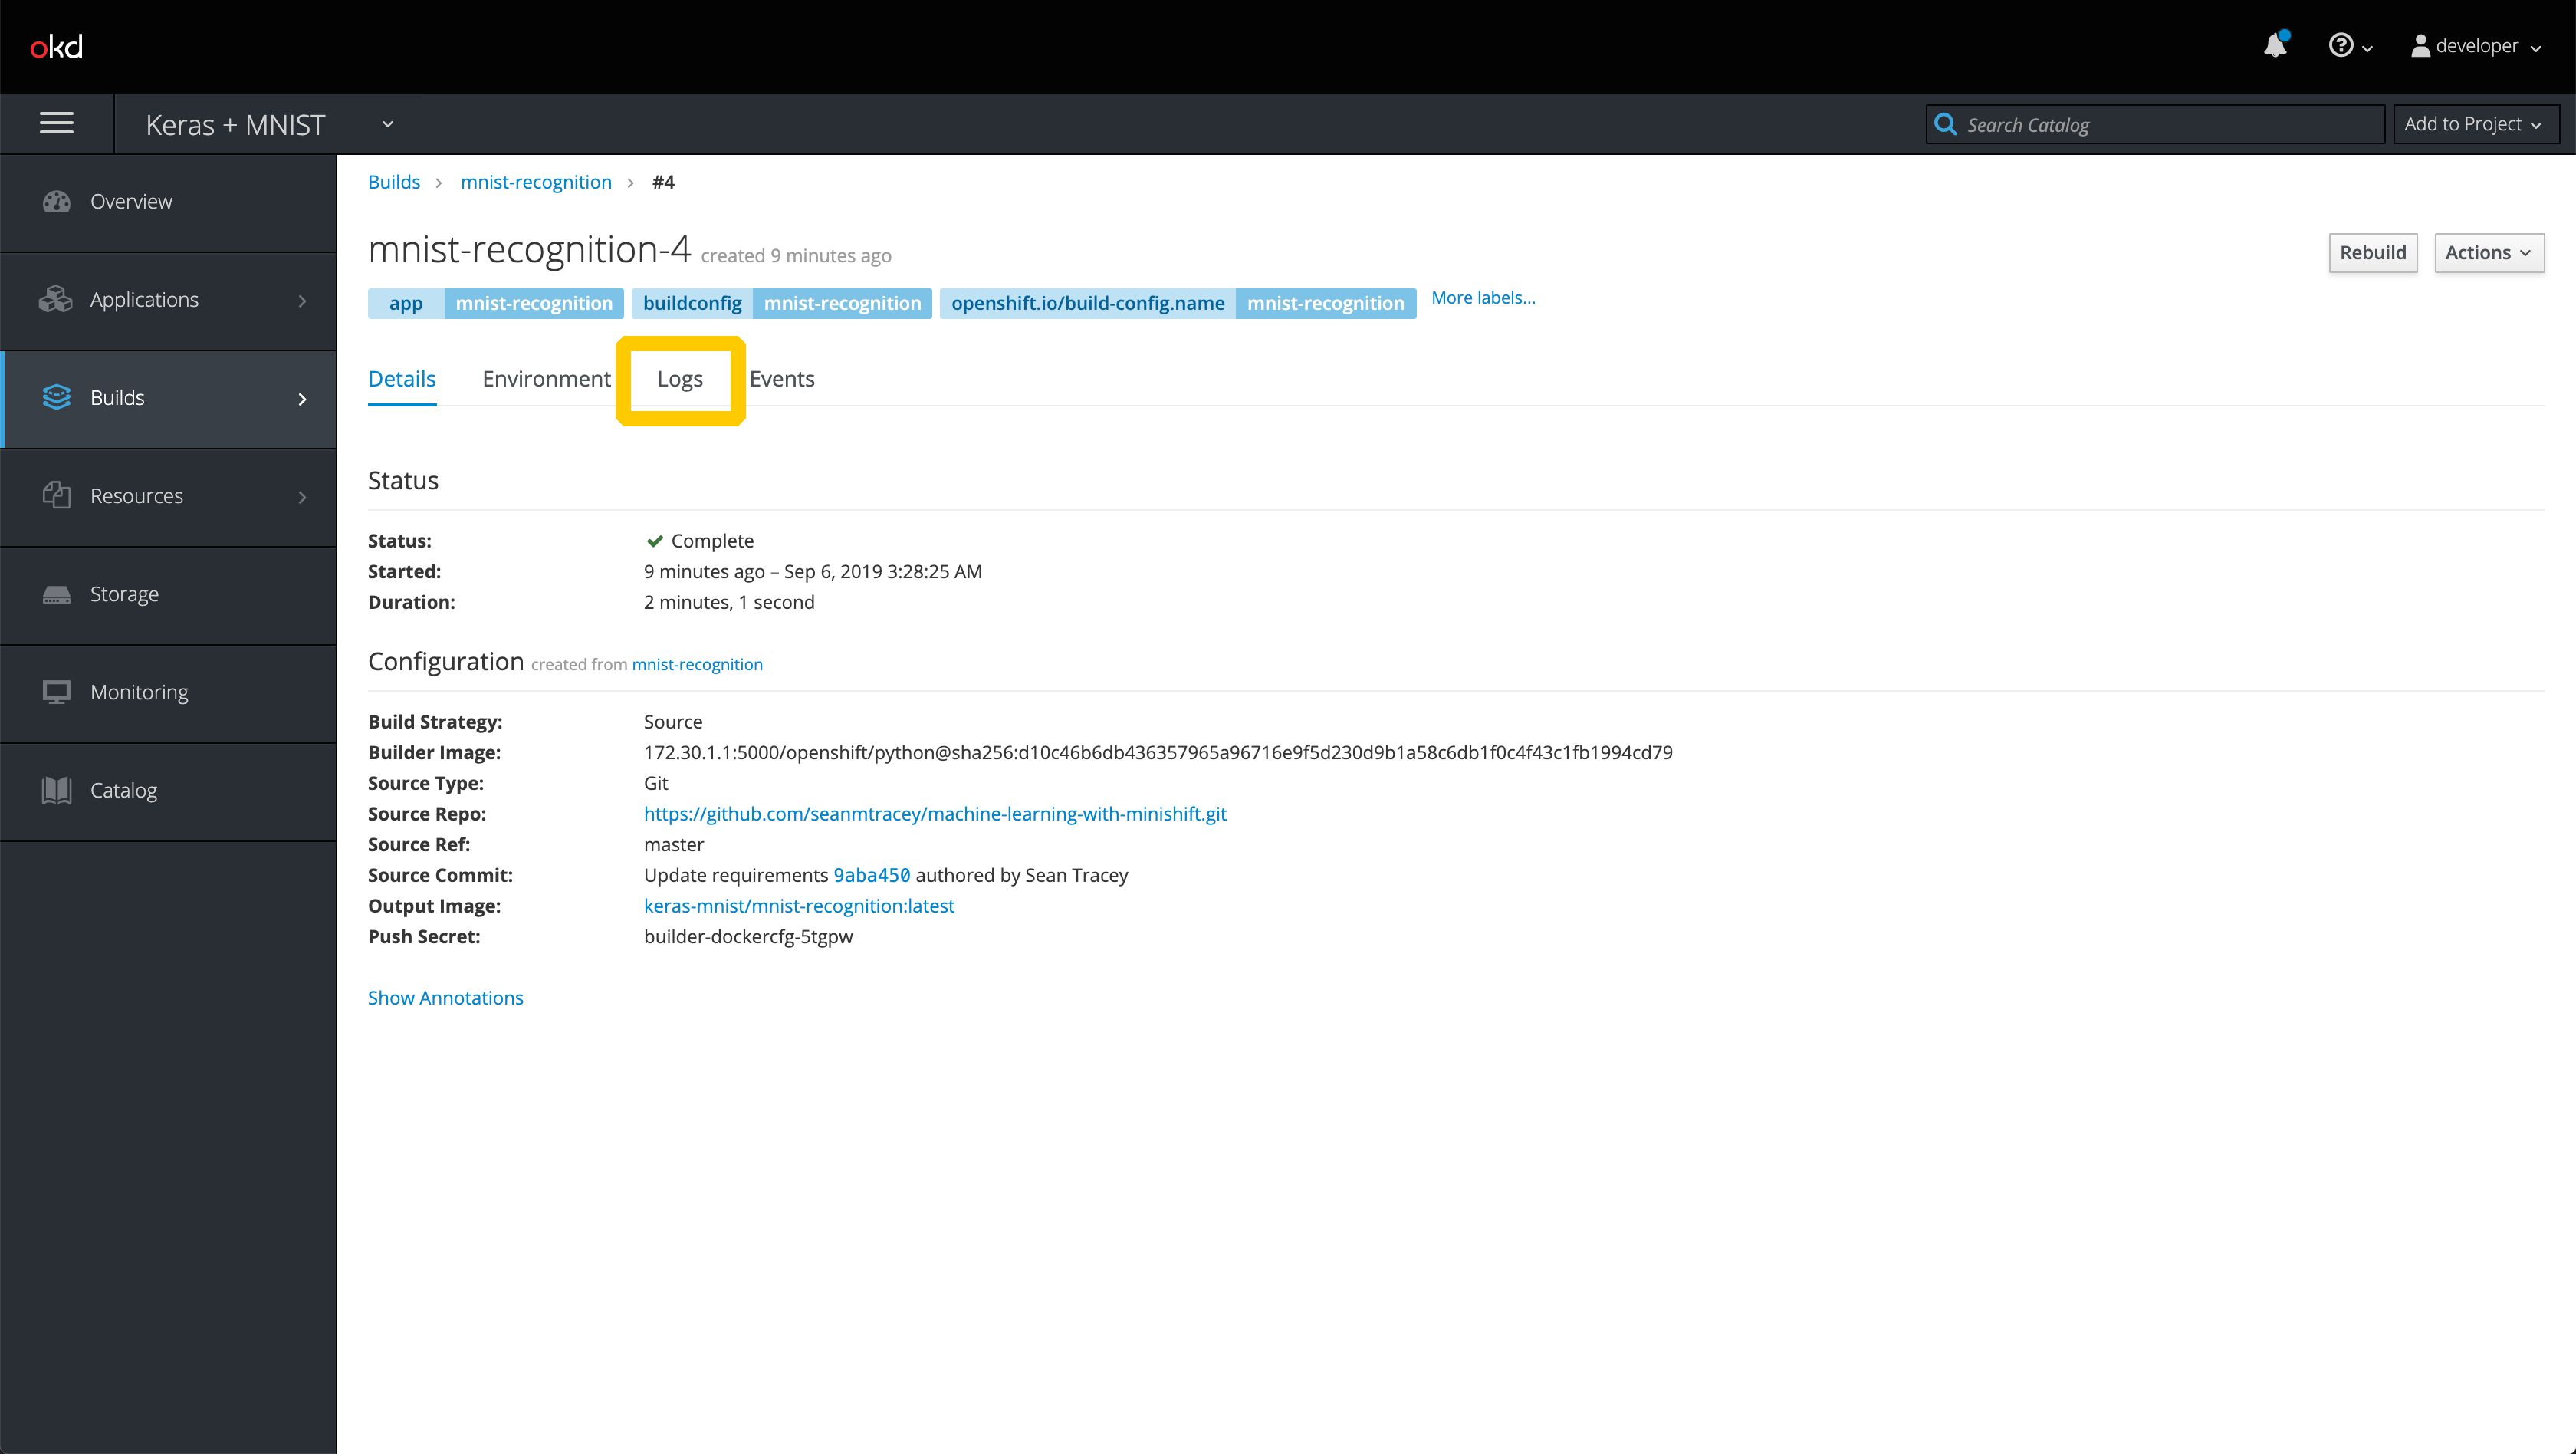 okd
developer
Keras + MNIST
Search Catalog
Add to Project
Overview
Applications
Builds
Resources
Storage
Monitoring
Catalog
Builds > mnist-recognition > #4
mnist-recognition-4 created 9 minutes ago
Rebuild
Actions
app mnist-recognition buildconfig mnist-recognition openshift.io/build-config.name mnist-recognition More labels...
Details Environment Logs Events
Status
Status: Complete
Started: 9 minutes ago – Sep 6, 2019 3:28:25 AM
Duration: 2 minutes, 1 second
Configuration created from mnist-recognition
Build Strategy: Source
Builder Image: 172.30.1.1:5000/openshift/python@sha256:d10c46b6db436357965a96716e9f5d230d9b1a58c6db1f0c4f43c1fb1994cd79
Source Type: Git
Source Repo: https://github.com/seanmtracey/machine-learning-with-minishift.git
Source Ref: master
Source Commit: Update requirements 9aba450 authored by Sean Tracey
Output Image: keras-mnist/mnist-recognition:latest
Push Secret: builder-dockercfg-5tgpw
Show Annotations